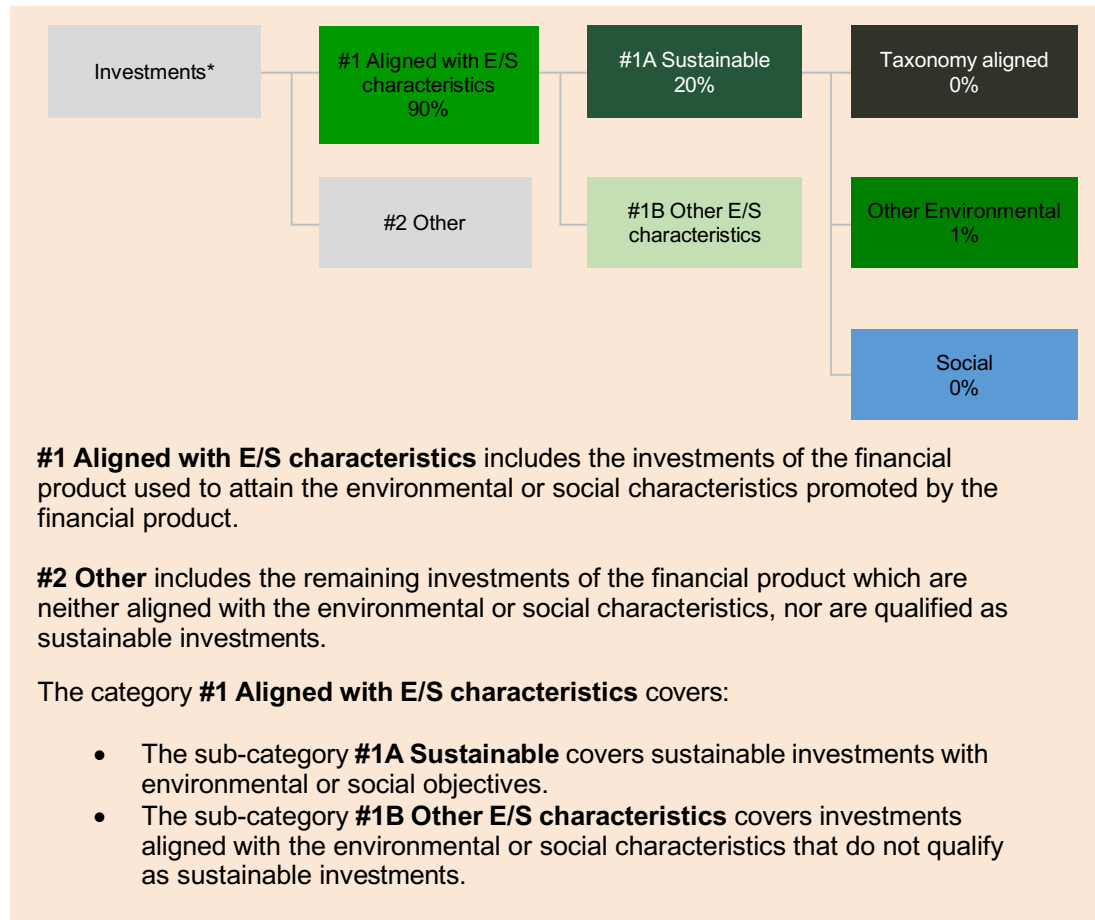 Investments*
#1 Aligned with E/S
characteristics
90%
#1A Sustainable
20%
Taxonomy aligned
0%
#2 Other
#1B Other E/S
characteristics
Other Environmental
1%
Social
0%
#1 Aligned with E/S characteristics includes the investments of the financial
product used to attain the environmental or social characteristics promoted by the
financial product.
#2 Other includes the remaining investments of the financial product which are
neither aligned with the environmental or social characteristics, nor are qualified as
sustainable investments.
The category #1 Aligned with E/S characteristics covers:
• The sub-category #1A Sustainable covers sustainable investments with
environmental or social objectives.
• The sub-category #1B Other E/S characteristics covers investments
aligned with the environmental or social characteristics that do not qualify
as sustainable investments.